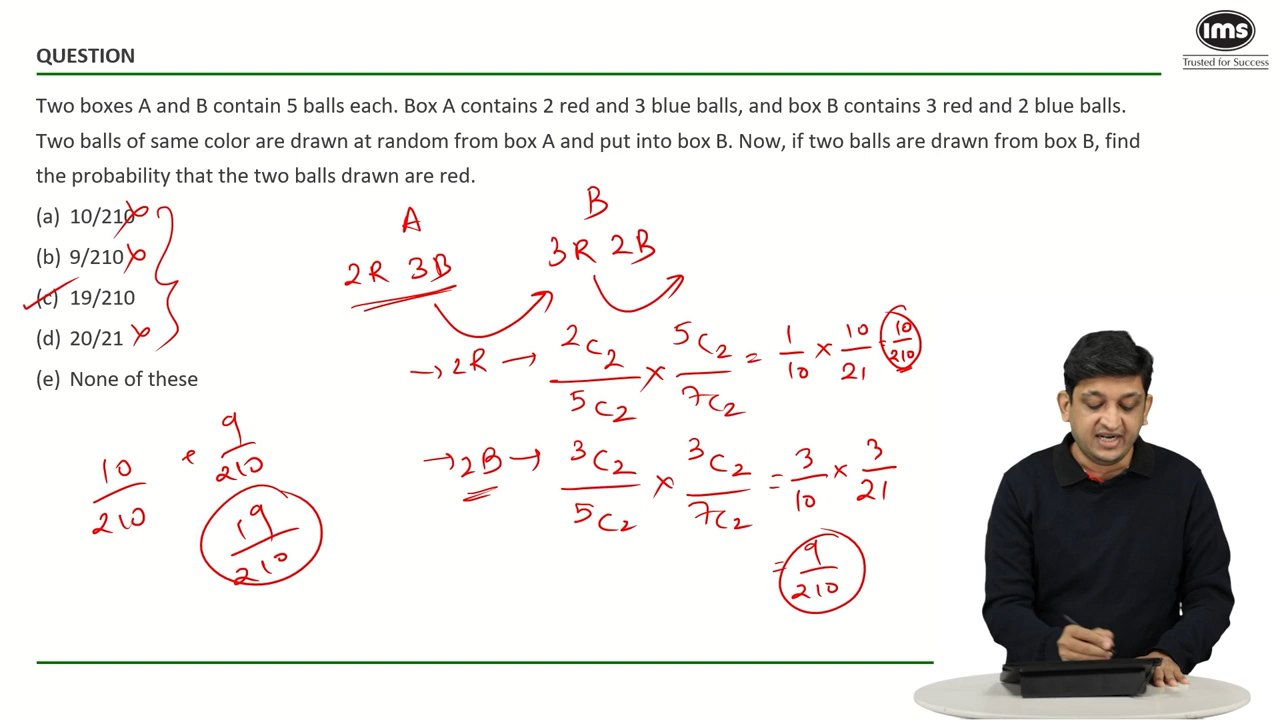 ims
Trusted for Success
QUESTION
Two boxes A and B contain 5 balls each. Box A contains 2 red and 3 blue balls, and box B contains 3 red and 2 blue balls.
Two balls of same color are drawn at random from box A and put into box B. Now, if two balls are drawn from box B, find
the probability that the two balls drawn are red.
(a) 10/210
(b) 9/210
(c) 19/210
(d) 20/21
(e) None of these
A
2R 3B
B
3R 2B
→ 2R → 2C2/5C2 × 5C2/7C2 = 1/10 × 10/21 = 10/210
→ 2B → 3C2/5C2 × 3C2/7C2 = 3/10 × 3/21
= 9/210
10/210 + 9/210
19/210